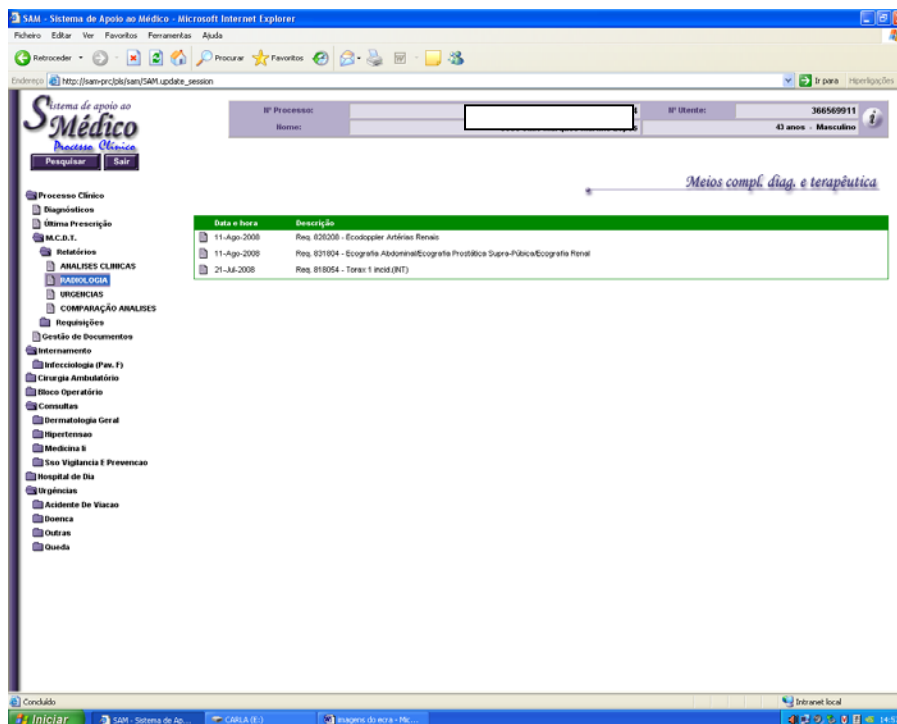 SAM - Sistema de Apoio ao Médico - Microsoft Internet Explorer
Ficheiro Editar Ver Favoritos Ferramentas Ajuda
Retroceder Procurar Favoritos
Endereço http://sam-prc/pls/sam/SAM.update_session Ir para Hiperligações
Sistema de apoio ao
Médico
Processo Clínico
Pesquisar Sair
Nº Processo: 4 Nº Utente: 366569911
Nome: 43 anos - Masculino
Meios compl. diag. e terapêutica
Processo Clínico
Diagnósticos
Última Prescrição
M.C.D.T.
Relatórios
ANALISES CLINICAS
RADIOLOGIA
URGENCIAS
COMPARAÇÃO ANALISES
Requisições
Gestão de Documentos
Internamento
Infecciologia (Pav. F)
Cirurgia Ambulatório
Bloco Operatório
Consultas
Dermatologia Geral
Hipertensao
Medicina Ii
Sso Vigilancia E Prevencao
Hospital de Dia
Urgências
Acidente De Viacao
Doenca
Outras
Queda
Data e hora Descrição
11-Ago-2008 Req. 828208 - Ecodoppler Artérias Renais
11-Ago-2008 Req. 831804 - Ecografia Abdominal/Ecografia Prostática Supra-Púbica/Ecografia Renal
21-Jul-2008 Req. 818054 - Torax 1 incid.(INT)
Concluído Intranet local
Iniciar SAM - Sistema de Ap... CARLA (E:) imagens do ecra - Mic...